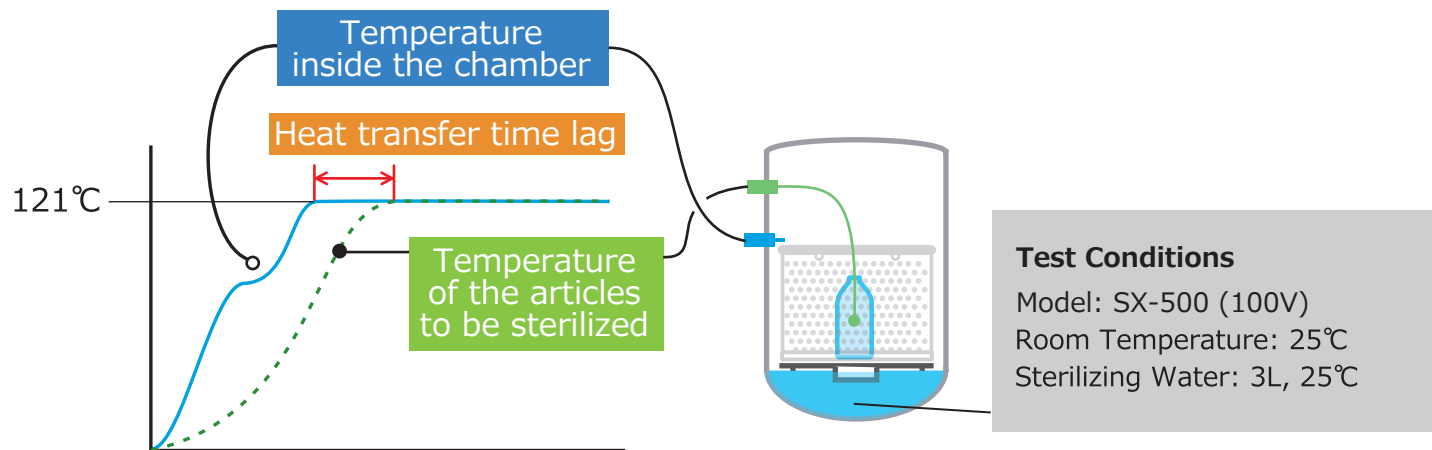 Temperature
inside the chamber
Heat transfer time lag
121℃
Temperature
of the articles
to be sterilized
Test Conditions
Model: SX-500 (100V)
Room Temperature: 25℃
Sterilizing Water: 3L, 25℃